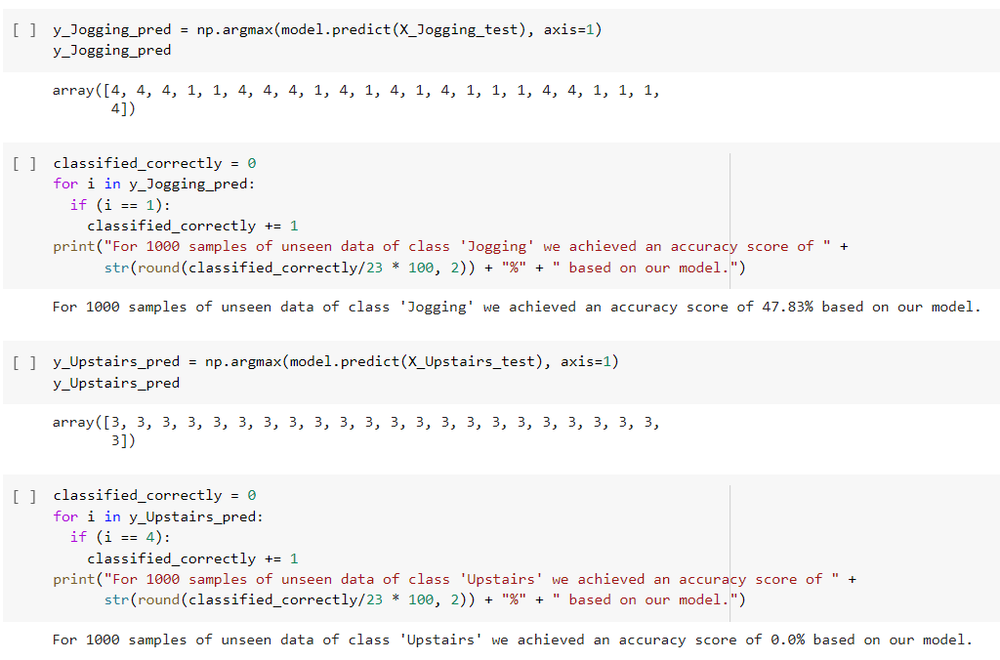 [ ] y_Jogging_pred = np.argmax(model.predict(X_Jogging_test), axis=1)
y_Jogging_pred
array([4, 4, 4, 1, 1, 4, 4, 4, 1, 4, 1, 4, 1, 4, 1, 1, 1, 4, 4, 1, 1, 1,
4])
[ ] classified_correctly = 0
for i in y_Jogging_pred:
if (i == 1):
classified_correctly += 1
print("For 1000 samples of unseen data of class 'Jogging' we achieved an accuracy score of " +
str(round(classified_correctly/23 * 100, 2)) + "%" + " based on our model.")
For 1000 samples of unseen data of class 'Jogging' we achieved an accuracy score of 47.83% based on our model.
[ ] y_Upstairs_pred = np.argmax(model.predict(X_Upstairs_test), axis=1)
y_Upstairs_pred
array([3, 3, 3, 3, 3, 3, 3, 3, 3, 3, 3, 3, 3, 3, 3, 3, 3, 3, 3, 3, 3, 3,
3])
[ ] classified_correctly = 0
for i in y_Upstairs_pred:
if (i == 4):
classified_correctly += 1
print("For 1000 samples of unseen data of class 'Upstairs' we achieved an accuracy score of " +
str(round(classified_correctly/23 * 100, 2)) + "%" + " based on our model.")
For 1000 samples of unseen data of class 'Upstairs' we achieved an accuracy score of 0.0% based on our model.